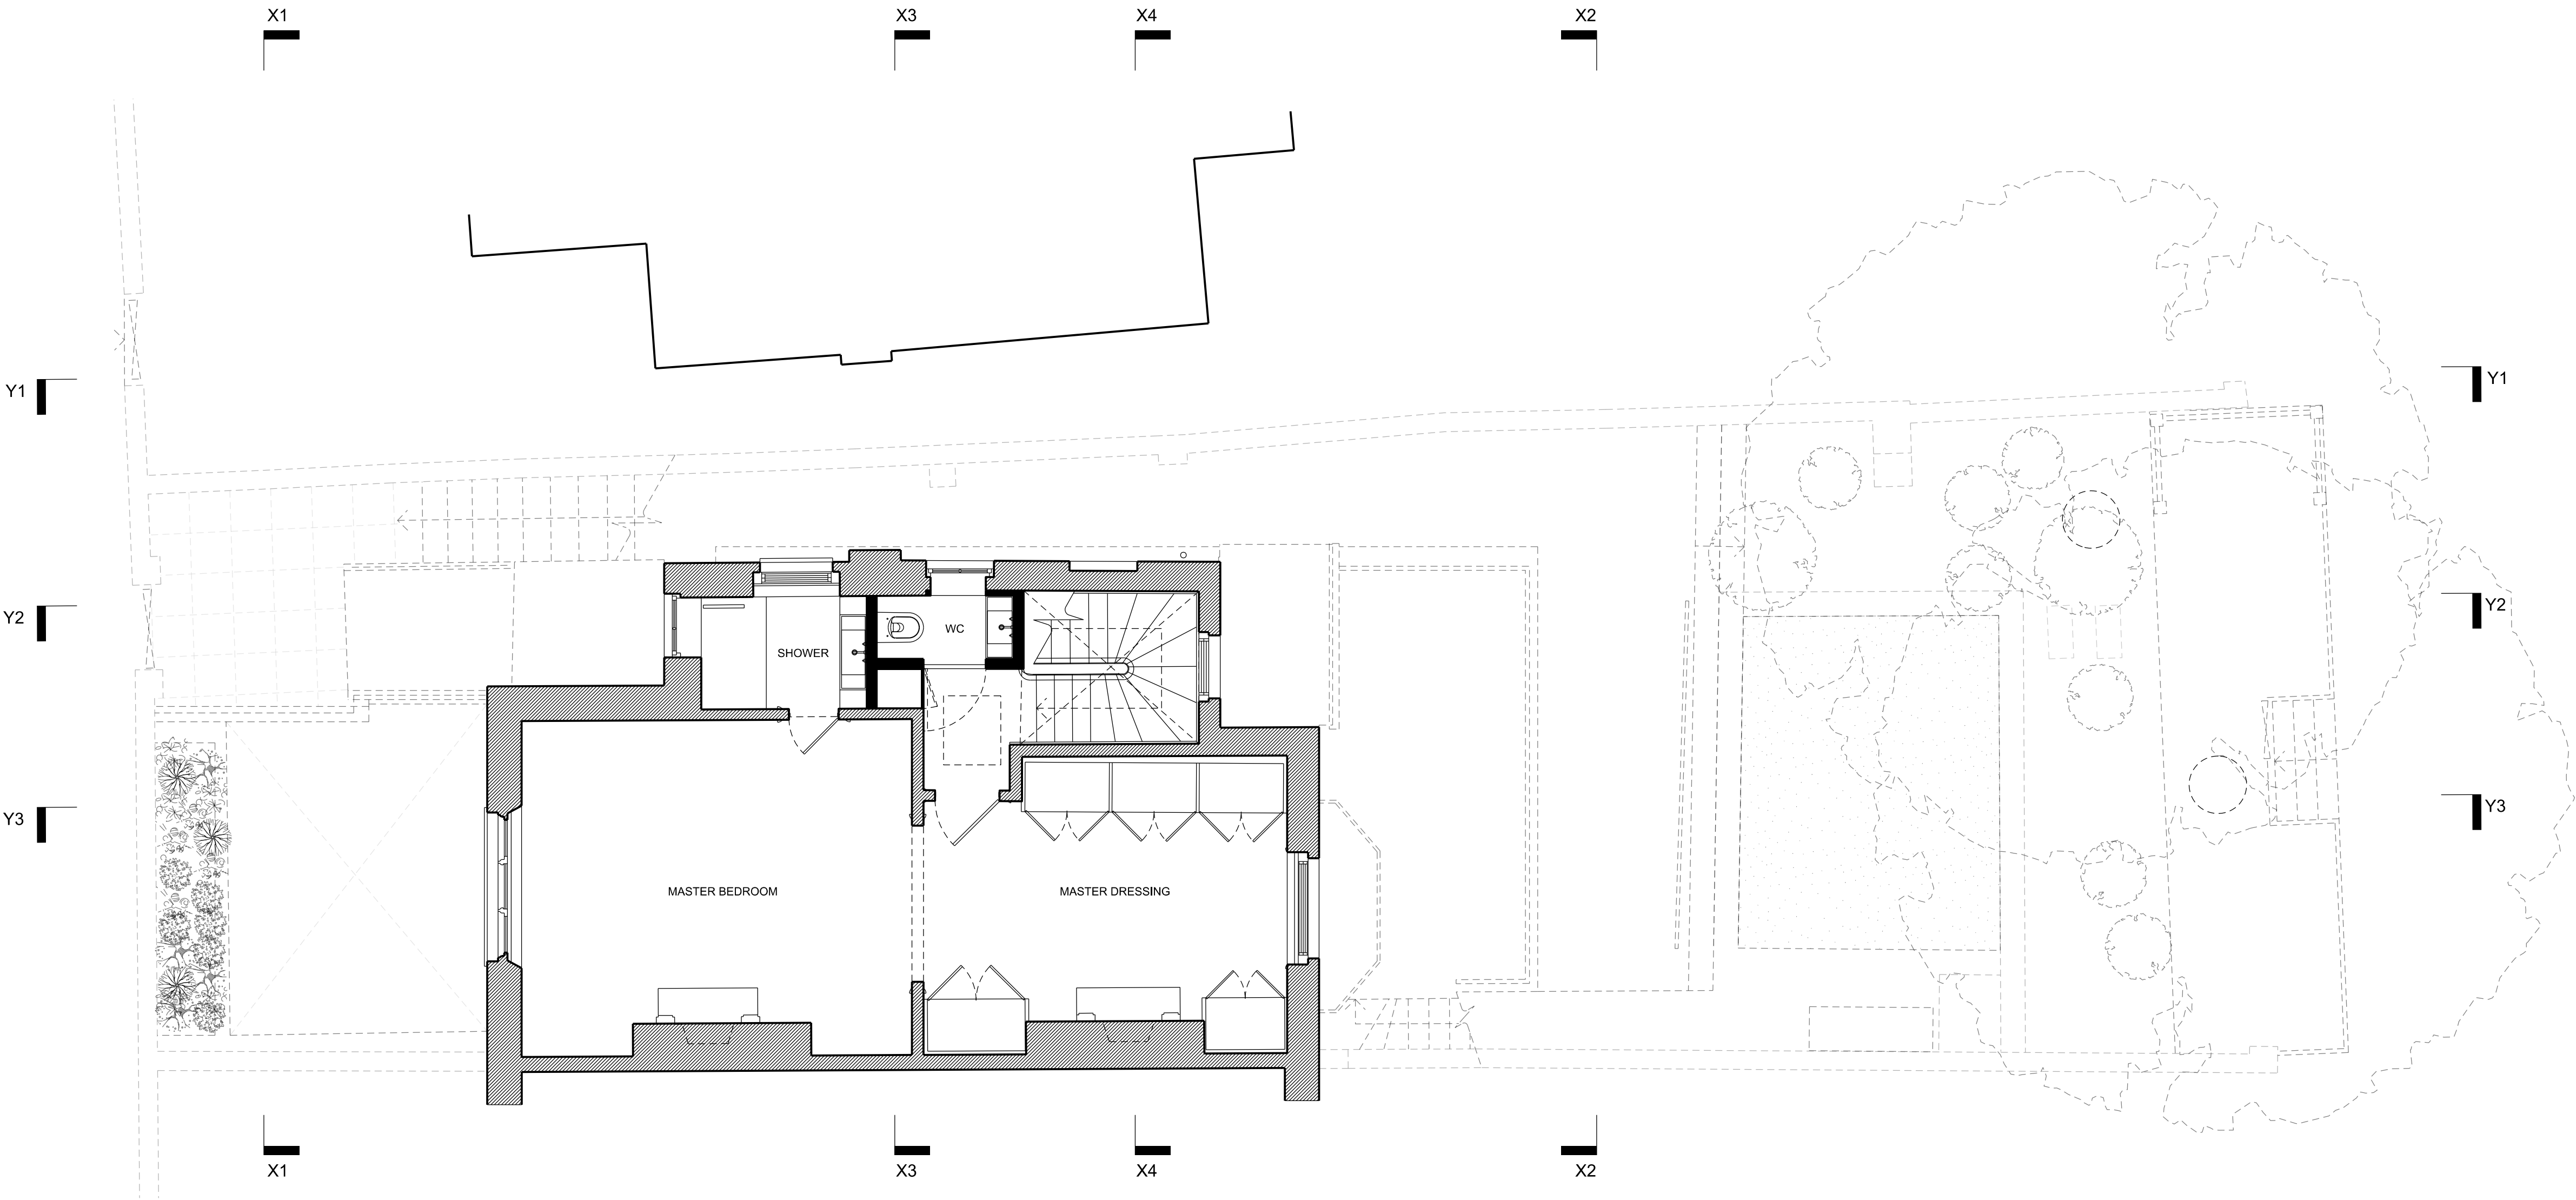 X1
X3
X4
X2
Y1
Y1
Y2
Y2
WC
SHOWER
Y3
Y3
MASTER BEDROOM
MASTER DRESSING
X1
X3
X4
X2